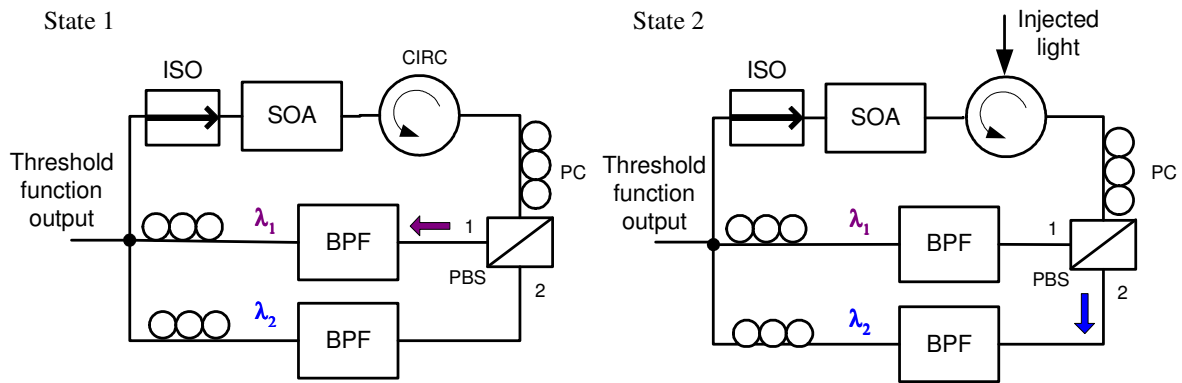 State 1
ISO
SOA
CIRC
PC
Threshold
function
output
λ1
BPF
1
PBS
2
λ2
BPF
State 2
Injected
light
ISO
SOA
PC
Threshold
function
output
λ1
BPF
1
PBS
2
λ2
BPF